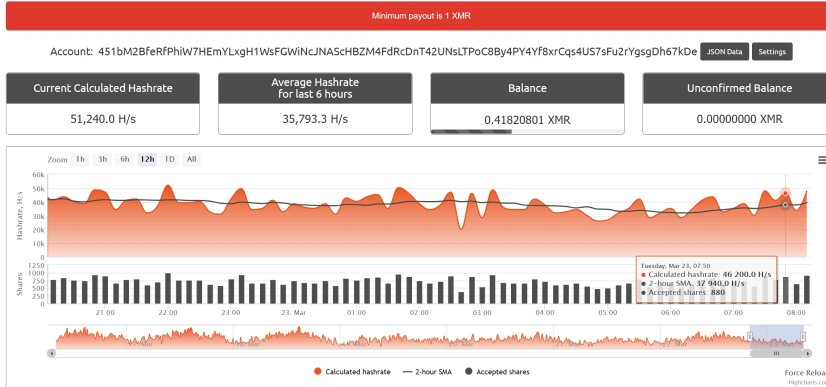 Minimum payout is 1 XMR
Account: 451bM2BfeRfPhiW7HEmYLxgH1WsFGWiNcJNAScHBZM4FdRcDnT42UNsLTPoC8By4PY4Yf8xrCqs4US7sFu2rYgsgDh67kDe JSON Data Settings
Current Calculated Hashrate
51,240.0 H/s
Average Hashrate
for last 6 hours
35,793.3 H/s
Balance
0.41820801 XMR
Unconfirmed Balance
0.00000000 XMR
Zoom 1h 3h 6h 12h 1D All
Hashrate, H/s
60k
50k
40k
30k
20k
10k
0
Shares
1250
1000
750
500
250
0
Tuesday, Mar 23, 07:50
Calculated hashrate: 46 200.0 H/s
2-hour SMA: 37 940.0 H/s
Accepted shares: 880
21:00 22:00 23:00 23. Mar 01:00 02:00 03:00 04:00 05:00 06:00 07:00 08:00
Calculated hashrate 2-hour SMA Accepted shares
Force Reloa
Highcharts.co